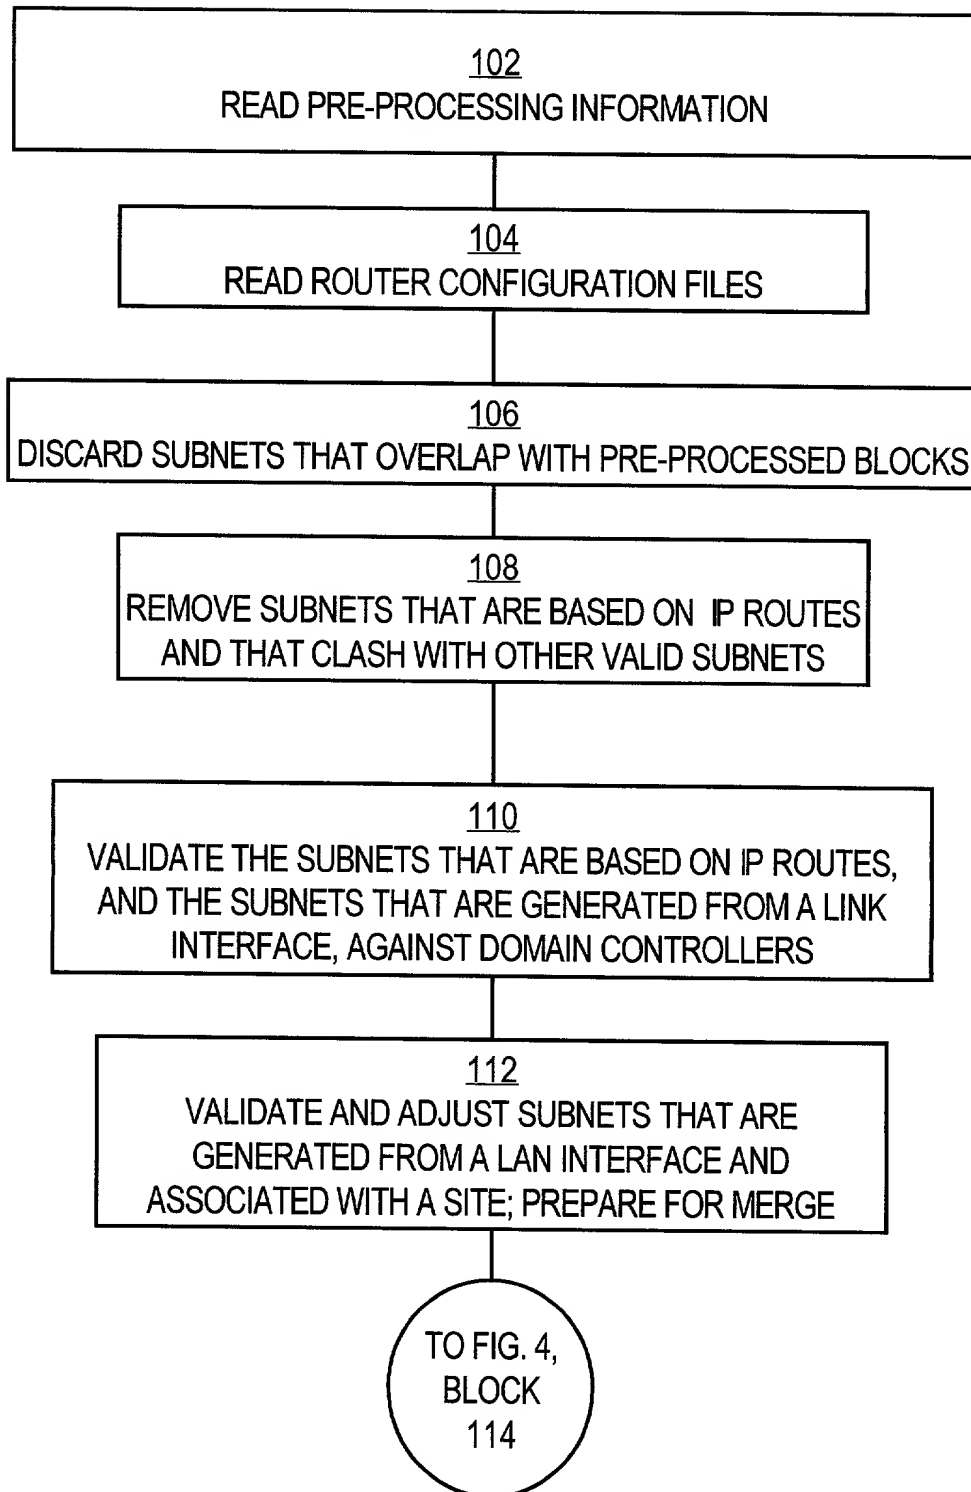 102
READ PRE-PROCESSING INFORMATION
104
READ ROUTER CONFIGURATION FILES
106
DISCARD SUBNETS THAT OVERLAP WITH PRE-PROCESSED BLOCKS
108
REMOVE SUBNETS THAT ARE BASED ON IP ROUTES
AND THAT CLASH WITH OTHER VALID SUBNETS
110
VALIDATE THE SUBNETS THAT ARE BASED ON IP ROUTES,
AND THE SUBNETS THAT ARE GENERATED FROM A LINK
INTERFACE, AGAINST DOMAIN CONTROLLERS
112
VALIDATE AND ADJUST SUBNETS THAT ARE
GENERATED FROM A LAN INTERFACE AND
ASSOCIATED WITH A SITE; PREPARE FOR MERGE
TO FIG. 4,
BLOCK
114